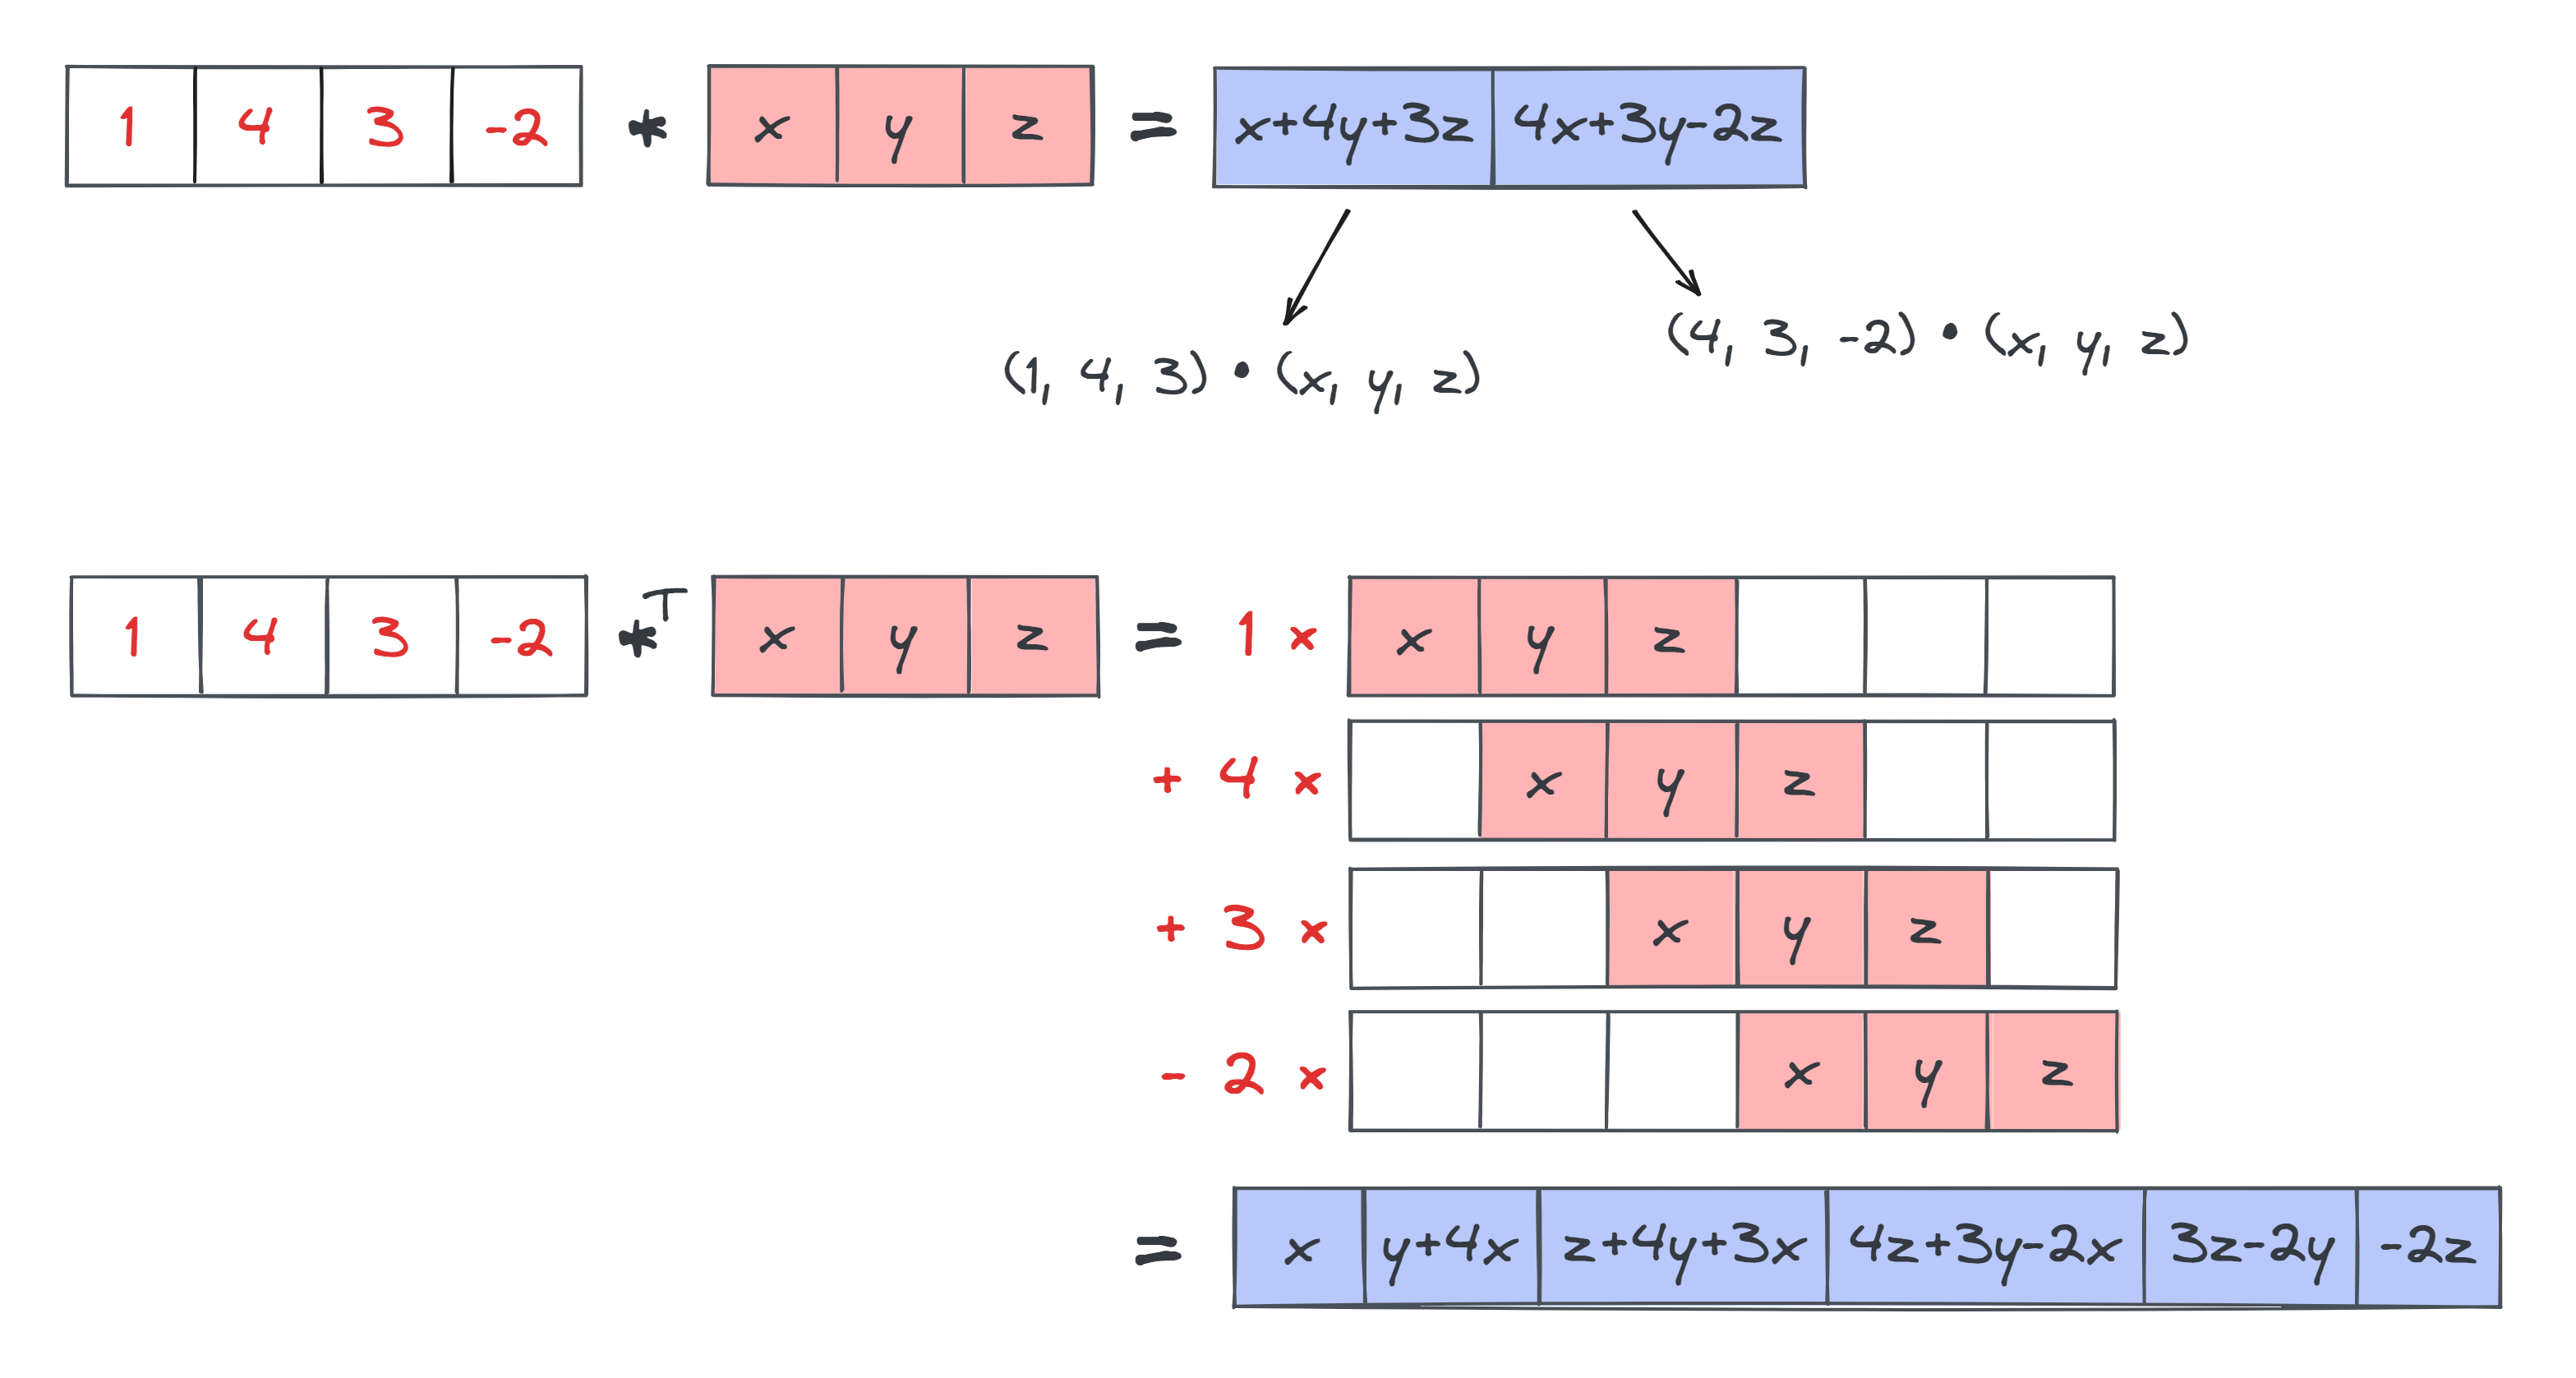 1 4 3 -2 * x y z = x+4y+3z 4x+3y-2z
(4, 3, -2) • (x, y, z)
(1, 4, 3) • (x, y, z)
1 4 3 -2 *ᵀ x y z = 1 × x y z
+ 4 × x y z
+ 3 × x y z
- 2 × x y z
= x y+4x z+4y+3x 4z+3y-2x 3z-2y -2z